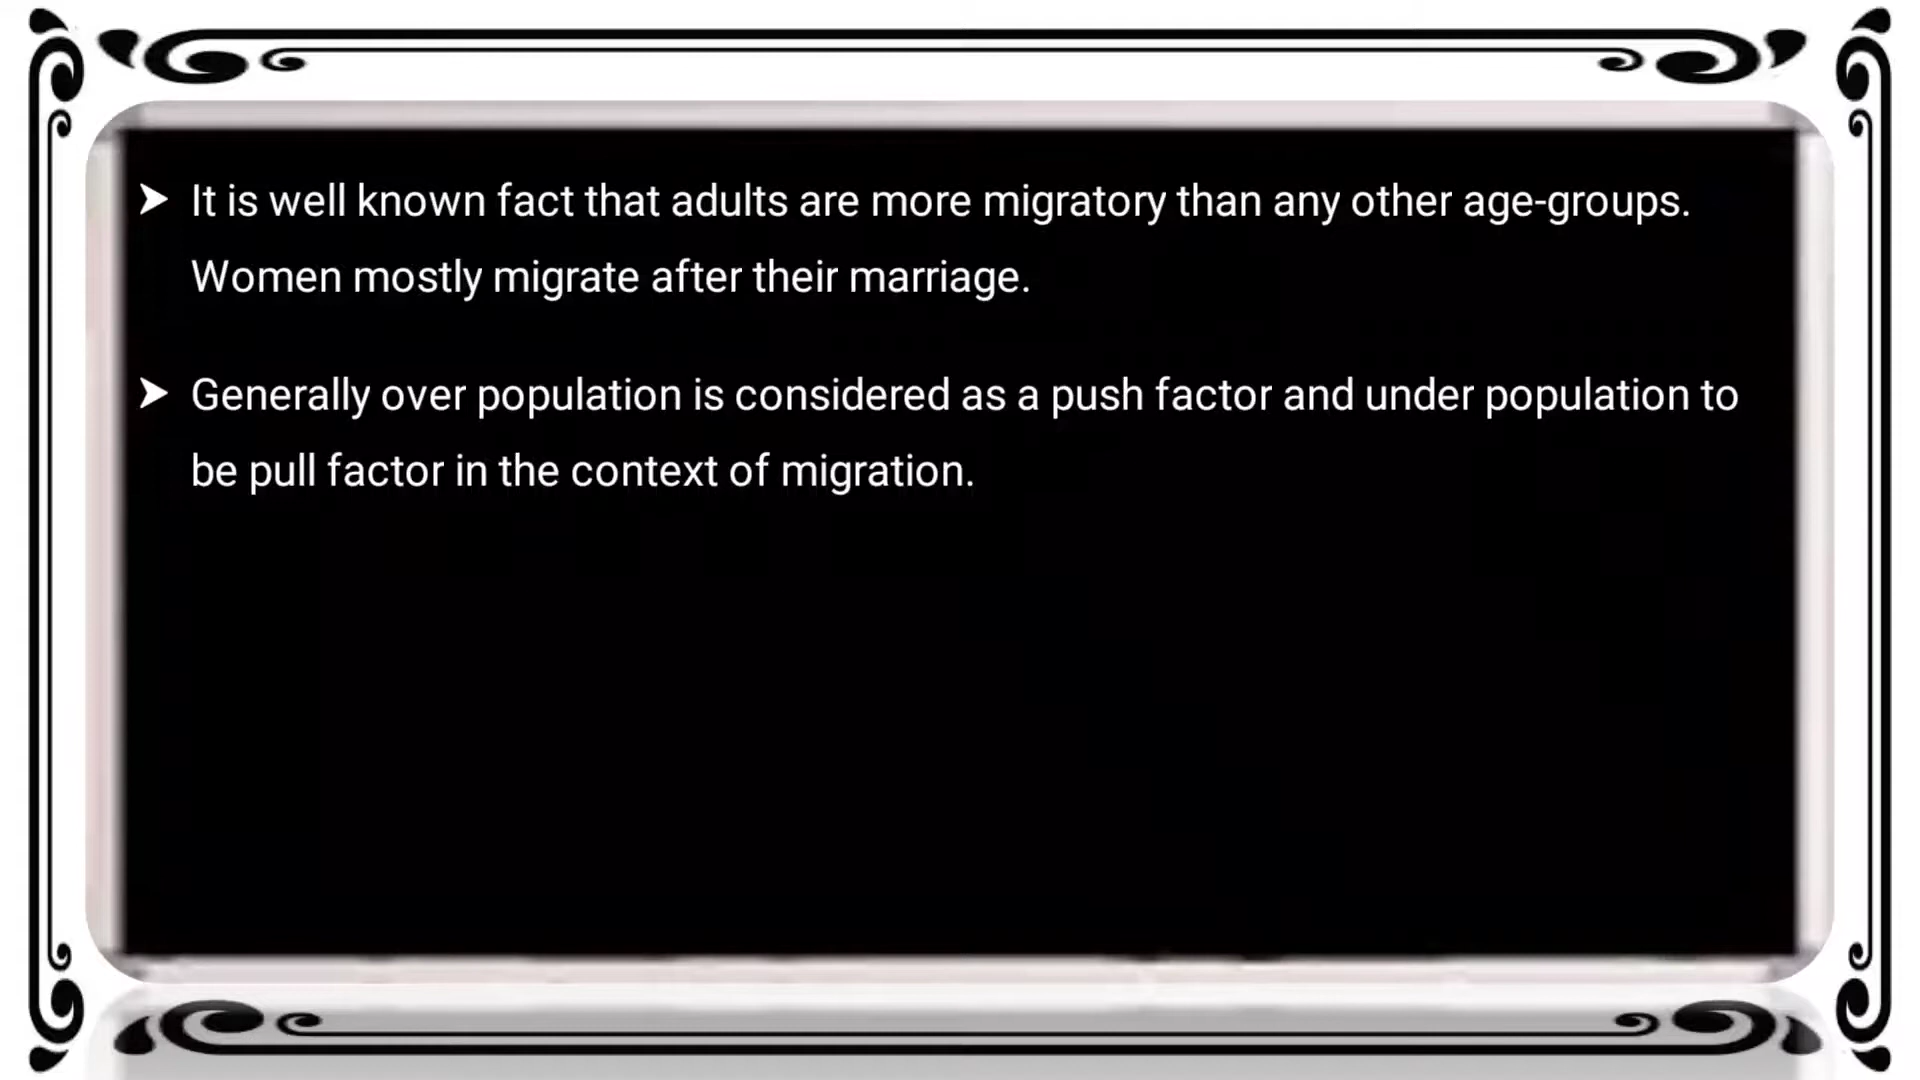 ➤ It is well known fact that adults are more migratory than any other age-groups.
Women mostly migrate after their marriage.
➤ Generally over population is considered as a push factor and under population to
be pull factor in the context of migration.